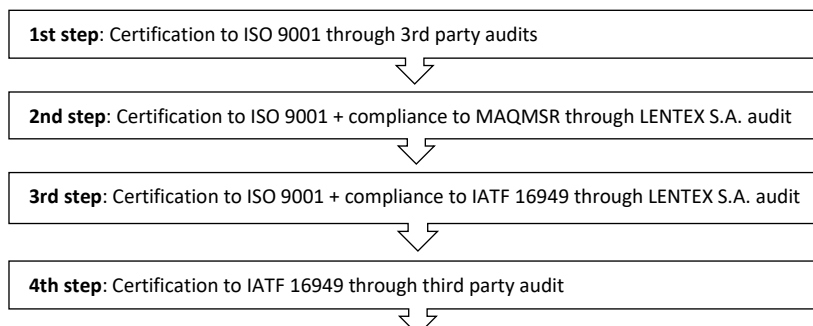 1st step: Certification to ISO 9001 through 3rd party audits
2nd step: Certification to ISO 9001 + compliance to MAQMSR through LENTEX S.A. audit
3rd step: Certification to ISO 9001 + compliance to IATF 16949 through LENTEX S.A. audit
4th step: Certification to IATF 16949 through third party audit